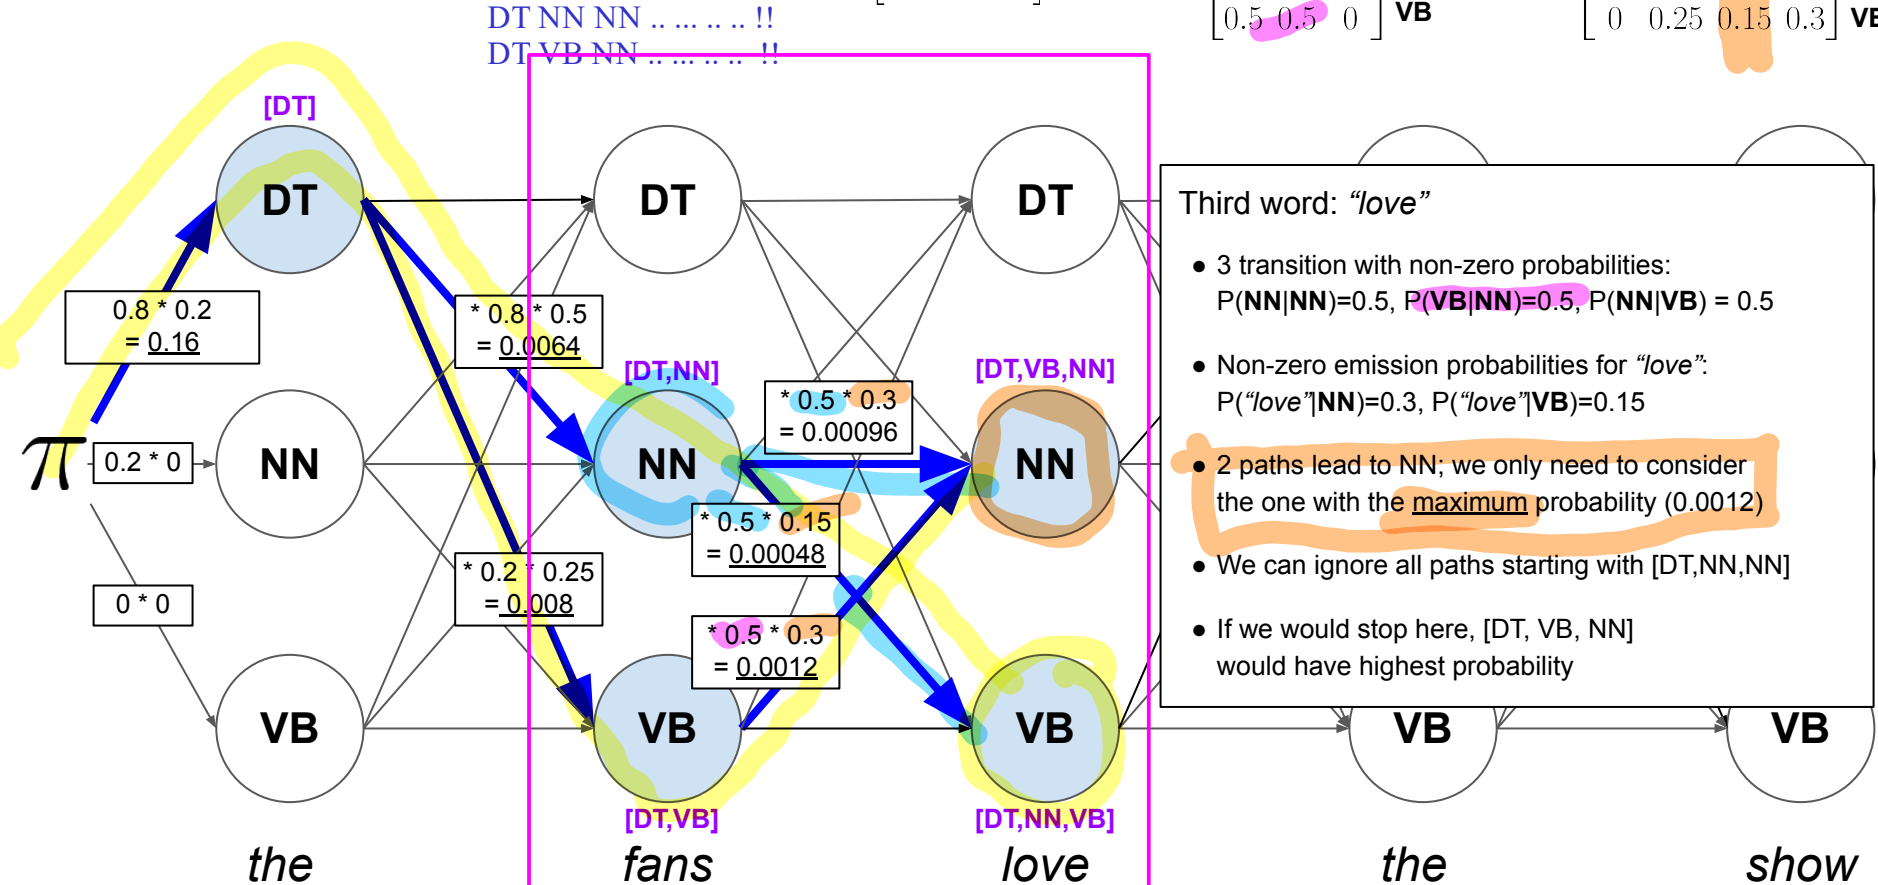 DT NN NN .. ... .. .. !!
DT VB NN .. ... .. .. !!
0.5 0.5 0 VB
0 0.25 0.15 0.3
[DT]
DT
DT
DT
0.8 * 0.2
= 0.16
* 0.8 * 0.5
= 0.0064
[DT,NN]
[DT,VB,NN]
* 0.5 * 0.3
= 0.00096
π
0.2 * 0
NN
NN
NN
* 0.5 * 0.15
= 0.00048
* 0.2 * 0.25
= 0.008
0 * 0
* 0.5 * 0.3
= 0.0012
VB
VB
VB
VB
VB
[DT,VB]
[DT,NN,VB]
the
fans
love
the
show
Third word: “love”
● 3 transition with non-zero probabilities:
P(NN|NN)=0.5, P(VB|NN)=0.5, P(NN|VB) = 0.5
● Non-zero emission probabilities for “love”:
P(“love”|NN)=0.3, P(“love”|VB)=0.15
● 2 paths lead to NN; we only need to consider
the one with the maximum probability (0.0012)
● We can ignore all paths starting with [DT,NN,NN]
● If we would stop here, [DT, VB, NN]
would have highest probability